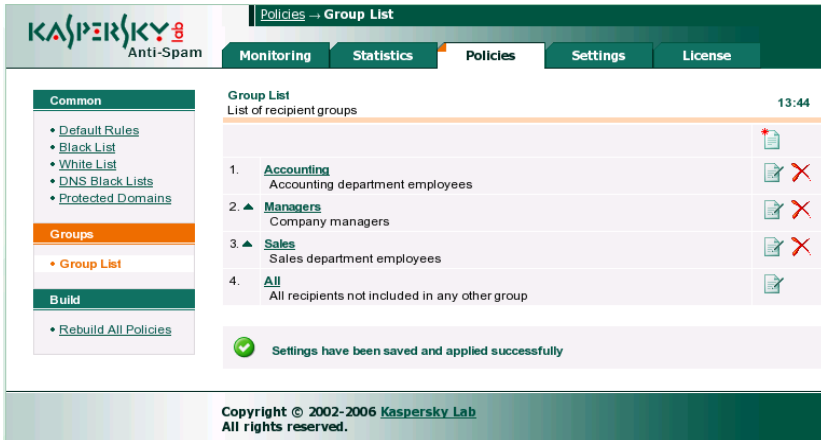 Policies → Group List
KASPERSKY lab
Anti-Spam
Monitoring Statistics Policies Settings License
Common
• Default Rules
• Black List
• White List
• DNS Black Lists
• Protected Domains
Groups
• Group List
Build
• Rebuild All Policies
Group List
List of recipient groups
13:44
1. Accounting
Accounting department employees
2. ▲ Managers
Company managers
3. ▲ Sales
Sales department employees
4. All
All recipients not included in any other group
Settings have been saved and applied successfully
Copyright © 2002-2006 Kaspersky Lab
All rights reserved.